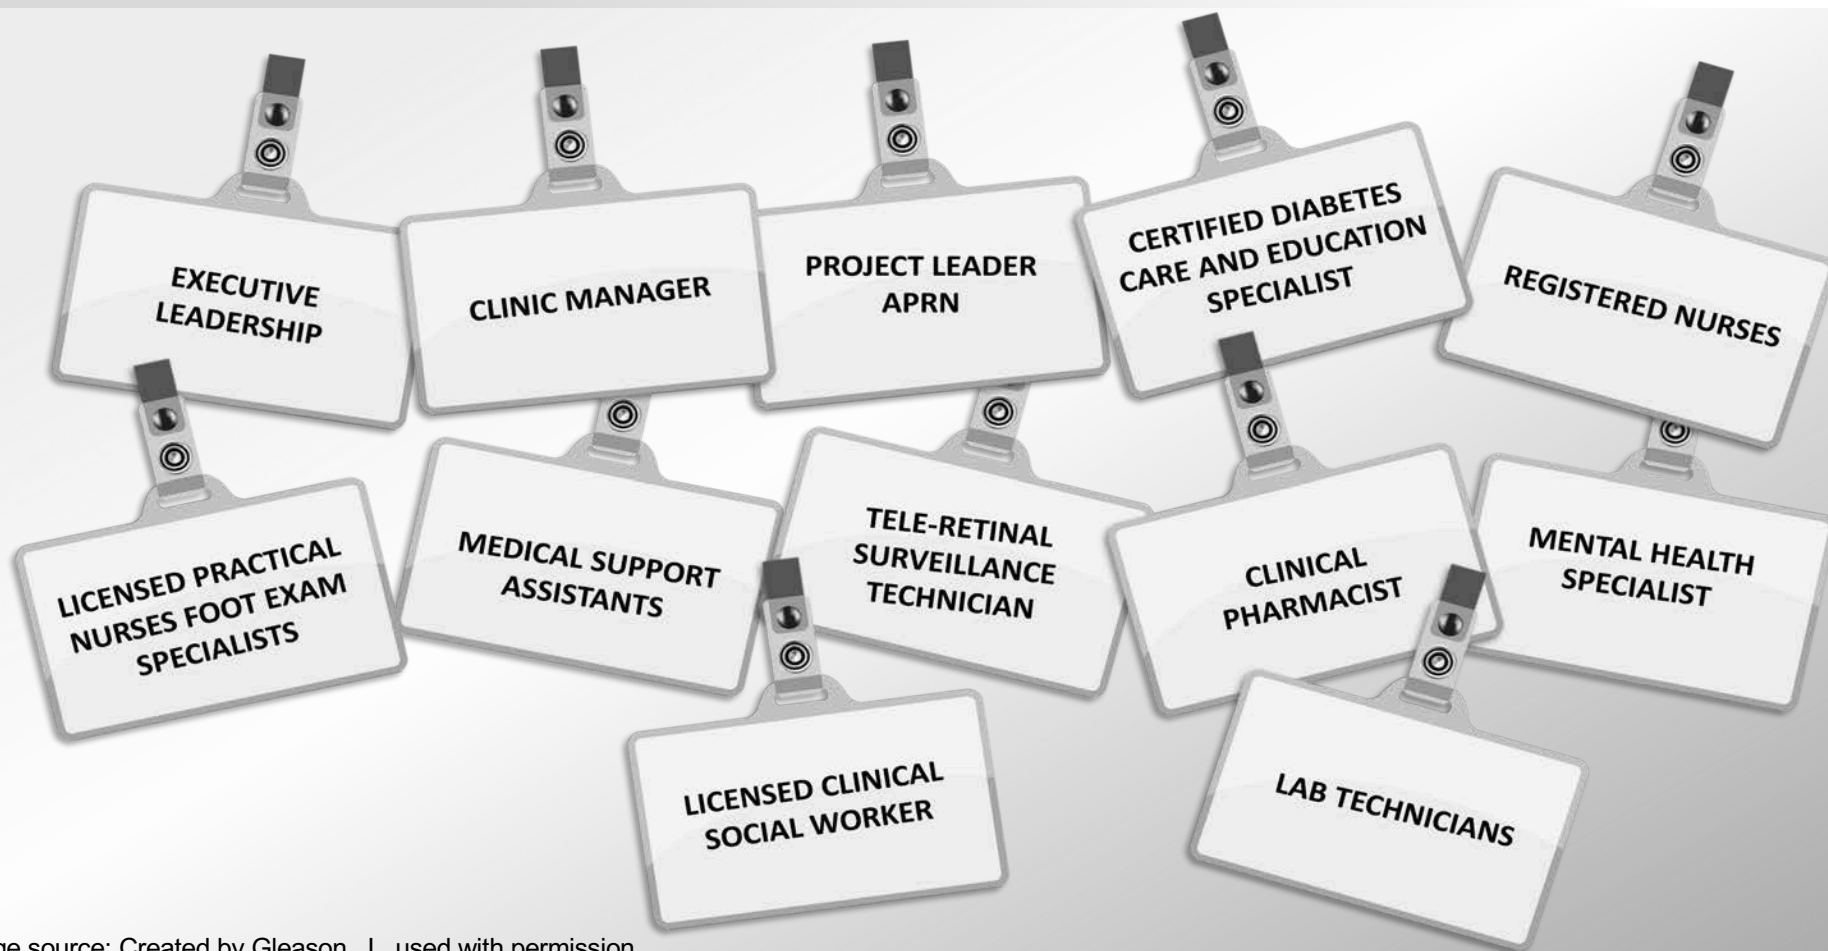 EXECUTIVE
LEADERSHIP
CLINIC MANAGER
PROJECT LEADER
APRN
CERTIFIED DIABETES
CARE AND EDUCATION
SPECIALIST
REGISTERED NURSES
LICENSED PRACTICAL
NURSES FOOT EXAM
SPECIALISTS
MEDICAL SUPPORT
ASSISTANTS
TELE-RETINAL
SURVEILLANCE
TECHNICIAN
CLINICAL
PHARMACIST
MENTAL HEALTH
SPECIALIST
LICENSED CLINICAL
SOCIAL WORKER
LAB TECHNICIANS
source: Created by Gleason, J., used with permission